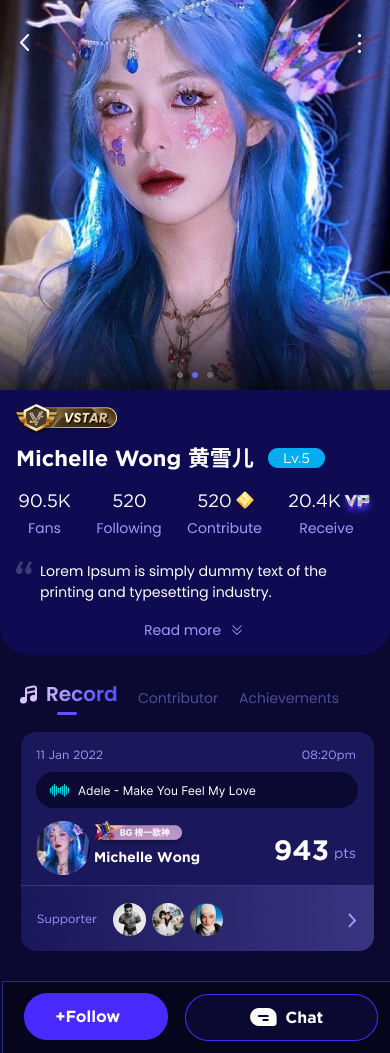 VSTAR
Michelle Wong 黄雪儿 Lv.5
90.5K 520 520 20.4K VP
Fans Following Contribute Receive
Lorem Ipsum is simply dummy text of the
printing and typesetting industry.
Read more
Record Contributor Achievements
11 Jan 2022 08:20pm
Adele - Make You Feel My Love
BG 榜一歌神
Michelle Wong 943 pts
Supporter
+Follow Chat